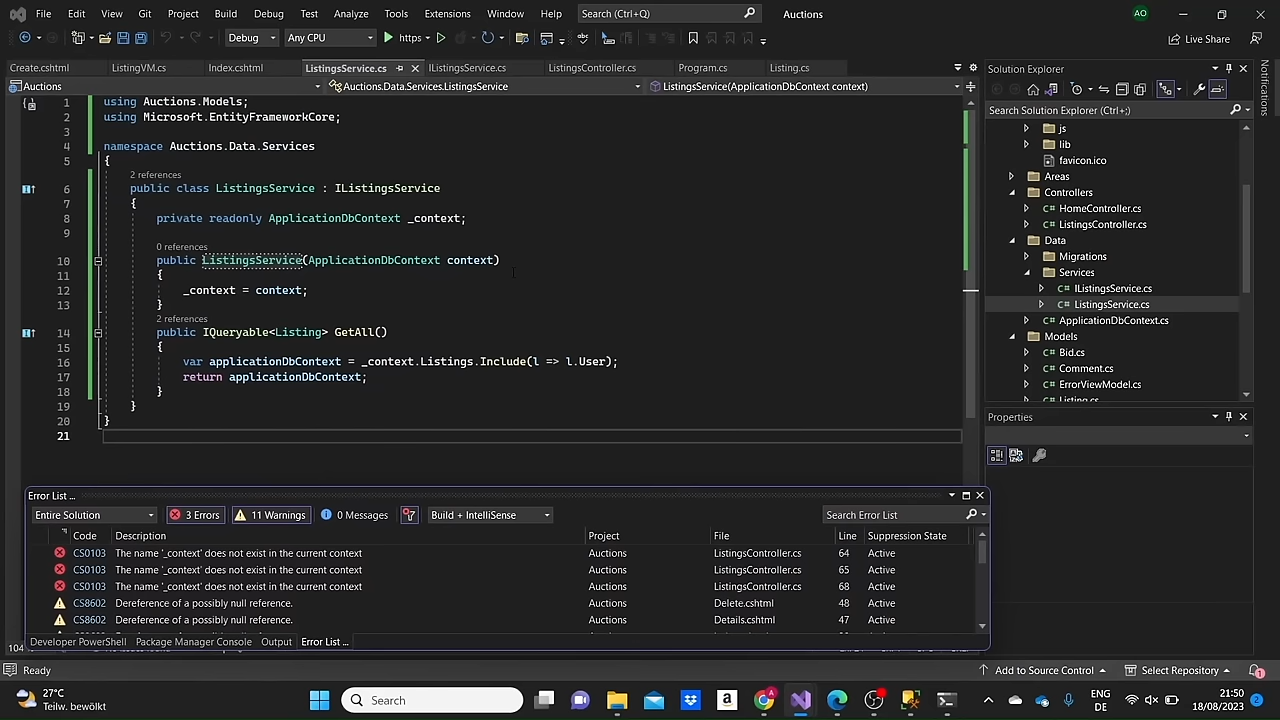 File Edit View Git Project Build Debug Test Analyze Tools Extensions Window Help Search (Ctrl+Q) Auctions AO
Debug Any CPU https Live Share
Create.cshtml ListingVM.cs Index.cshtml ListingsService.cs IListingsService.cs ListingsController.cs Program.cs Listing.cs
Auctions Auctions.Data.Services.ListingsService ListingsService(ApplicationDbContext context)
1 using Auctions.Models;
2 using Microsoft.EntityFrameworkCore;
3
4 namespace Auctions.Data.Services
5 {
2 references
6 public class ListingsService : IListingsService
7 {
8 private readonly ApplicationDbContext _context;
9
0 references
10 public ListingsService(ApplicationDbContext context)
11 {
12 _context = context;
13 }
2 references
14 public IQueryable<Listing> GetAll()
15 {
16 var applicationDbContext = _context.Listings.Include(l => l.User);
17 return applicationDbContext;
18 }
19 }
20 }
21
Solution Explorer
Search Solution Explorer (Ctrl+;)
js
lib
favicon.ico
Areas
Controllers
C# HomeController.cs
C# ListingsController.cs
Data
Migrations
Services
C# IListingsService.cs
C# ListingsService.cs
C# ApplicationDbContext.cs
Models
C# Bid.cs
C# Comment.cs
C# ErrorViewModel.cs
C# Listing.cs
Properties
Notifications
Error List ...
Entire Solution 3 Errors 11 Warnings 0 Messages Build + IntelliSense Search Error List
Code Description Project File Line Suppression State
CS0103 The name '_context' does not exist in the current context Auctions ListingsController.cs 64 Active
CS0103 The name '_context' does not exist in the current context Auctions ListingsController.cs 65 Active
CS0103 The name '_context' does not exist in the current context Auctions ListingsController.cs 68 Active
CS8602 Dereference of a possibly null reference. Auctions Delete.cshtml 48 Active
CS8602 Dereference of a possibly null reference. Auctions Details.cshtml 47 Active
Developer PowerShell Package Manager Console Output Error List ...
Ready Add to Source Control Select Repository 1
27°C
Teilw. bewölkt
Search
ENG
DE
21:50
18/08/2023
2